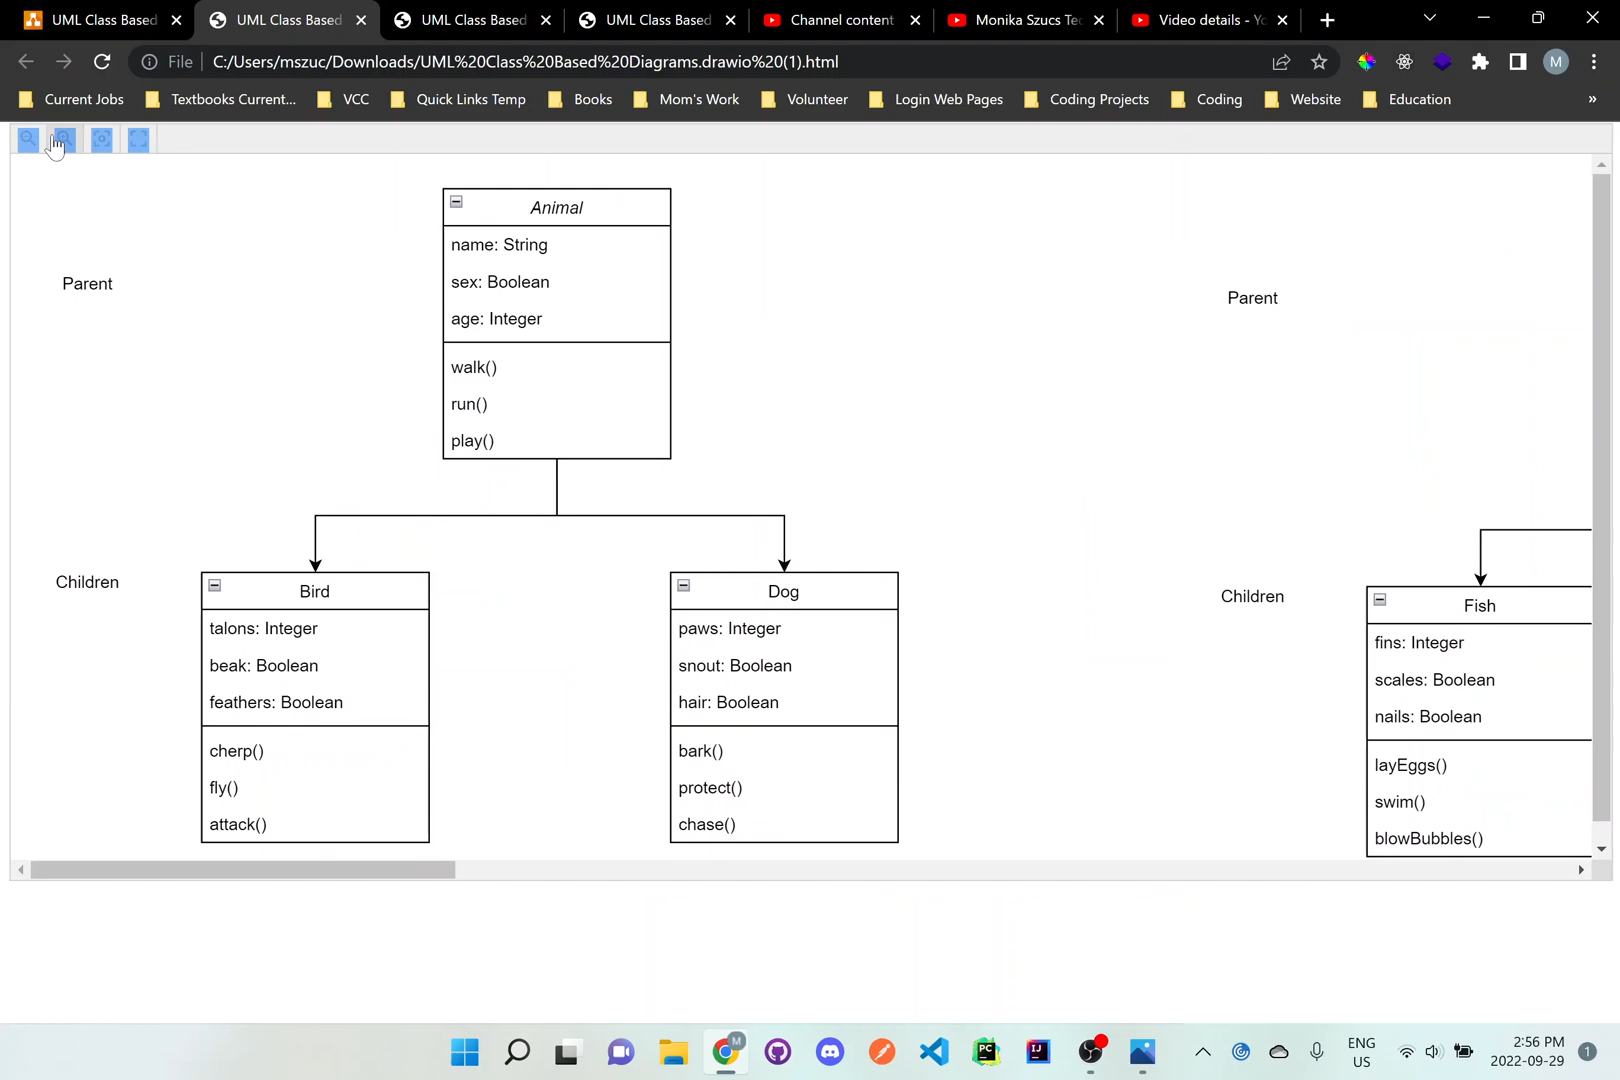 UML Class Based
UML Class Based
UML Class Based
UML Class Based
Channel content
Monika Szucs Tec
Video details - Yo
File
C:/Users/mszuc/Downloads/UML%20Class%20Based%20Diagrams.drawio%20(1).html
M
Current Jobs
Textbooks Current...
VCC
Quick Links Temp
Books
Mom's Work
Volunteer
Login Web Pages
Coding Projects
Coding
Website
Education
»
Animal
name: String
sex: Boolean
age: Integer
walk()
run()
play()
Parent
Parent
Children
Bird
talons: Integer
beak: Boolean
feathers: Boolean
cherp()
fly()
attack()
Dog
paws: Integer
snout: Boolean
hair: Boolean
bark()
protect()
chase()
Children
Fish
fins: Integer
scales: Boolean
nails: Boolean
layEggs()
swim()
blowBubbles()
M
PC
IJ
ENG
US
2:56 PM
2022-09-29
1